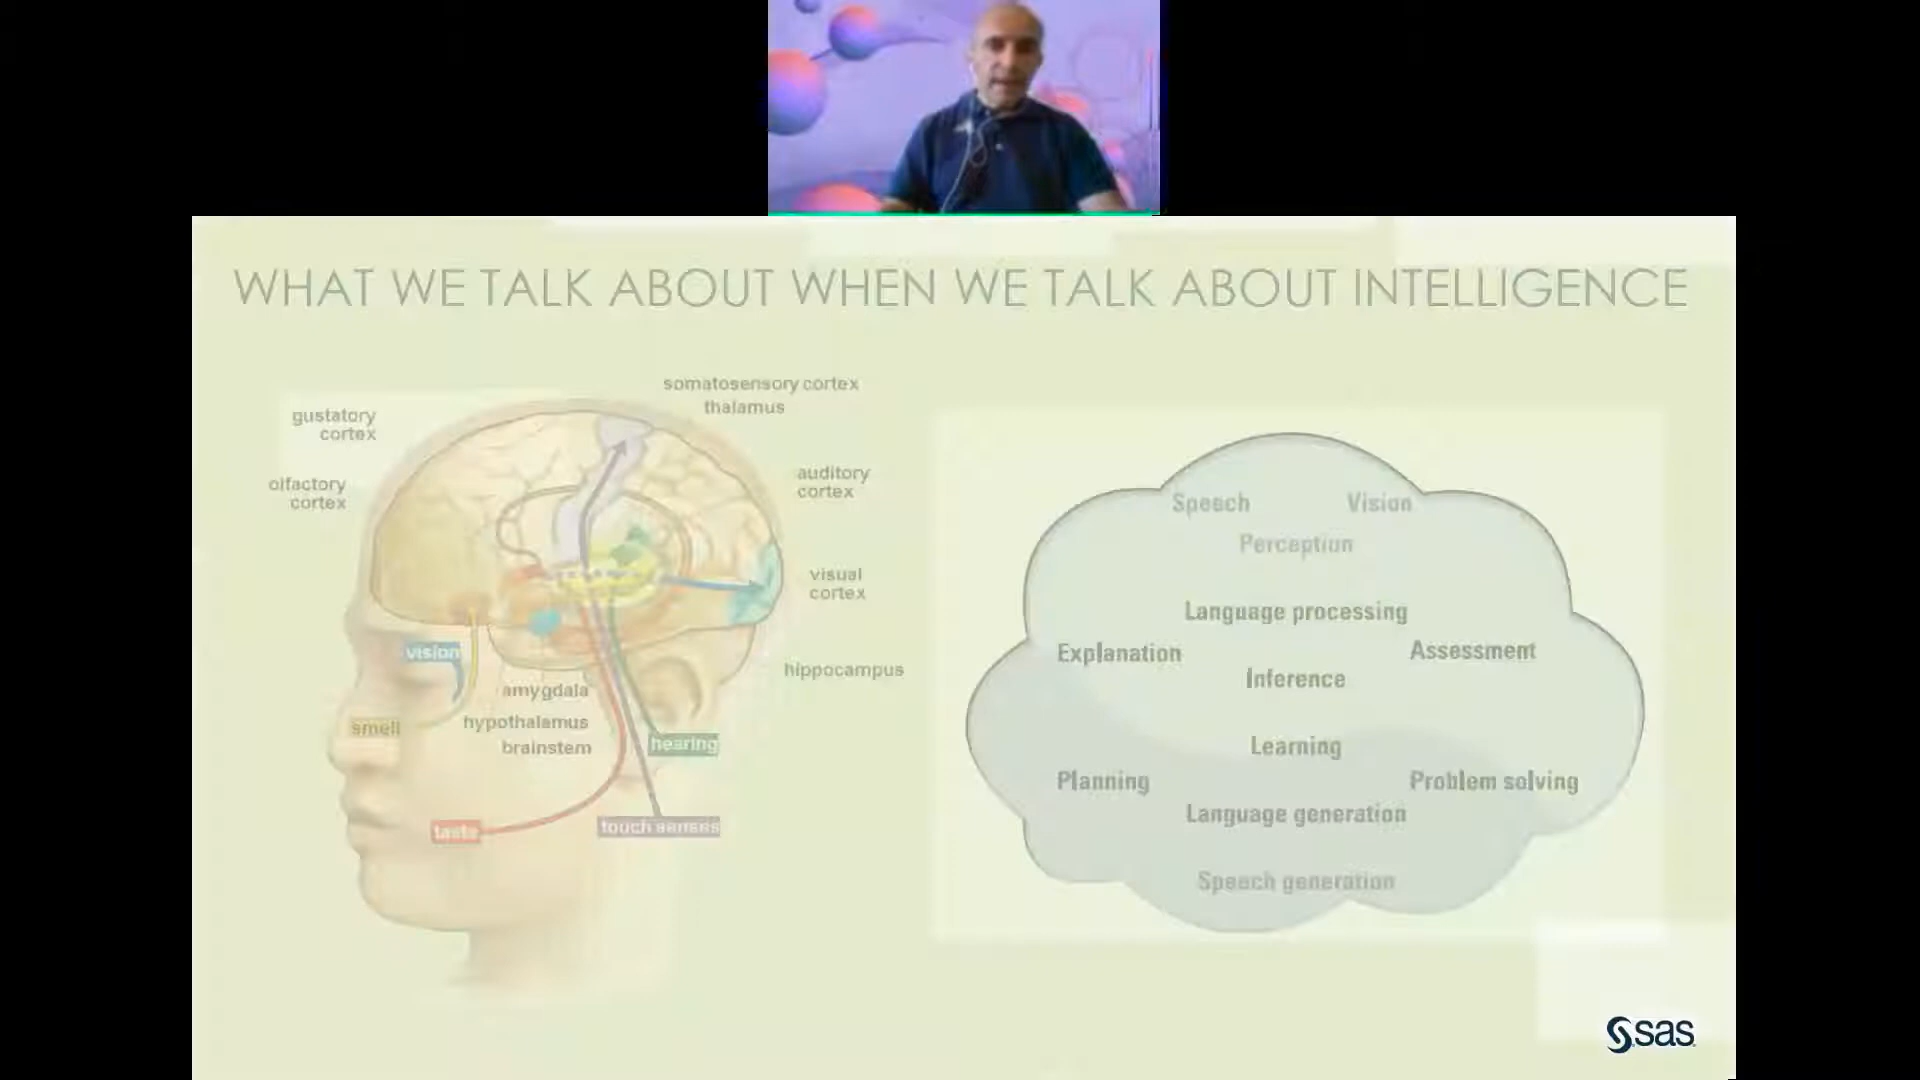 WHAT WE TALK ABOUT WHEN WE TALK ABOUT INTELLIGENCE
somatosensory cortex
thalamus
gustatory
cortex
olfactory
cortex
auditory
cortex
visual
cortex
hippocampus
vision
smell
amygdala
hypothalamus
brainstem
hearing
taste
touch senses
Speech Vision
Perception
Language processing
Explanation Assessment
Inference
Learning
Planning Problem solving
Language generation
Speech generation
sas